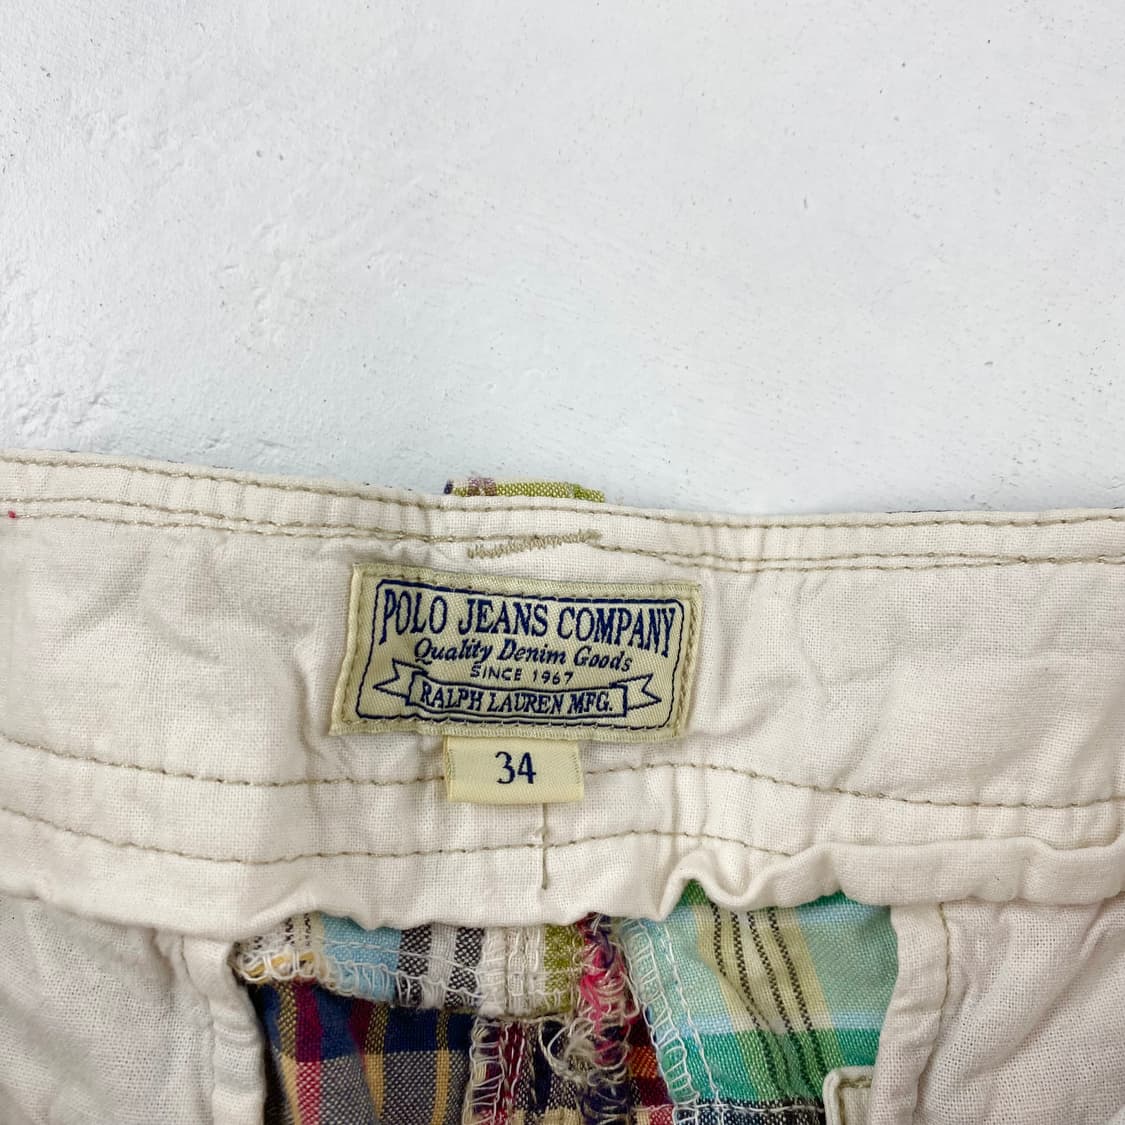 POLO JEANS COMPANY
Quality Denim Goods
SINCE 1967
RALPH LAUREN MFG.
34